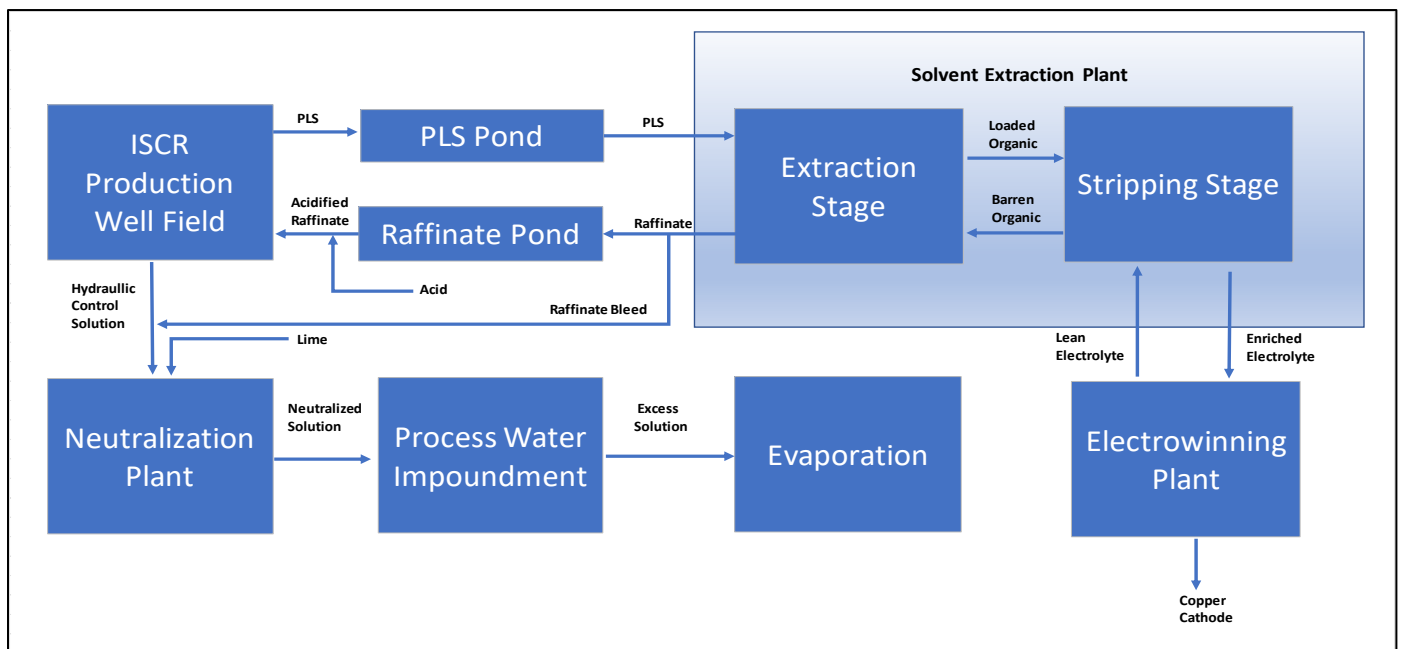 Solvent Extraction Plant
ISCR
Production
Well Field
PLS
PLS Pond
PLS
Extraction
Stage
Loaded
Organic
Stripping Stage
Barren
Organic
Acidified
Raffinate
Raffinate Pond
Raffinate
Acid
Hydraullic
Control
Solution
Raffinate Bleed
Lime
Lean
Electrolyte
Enriched
Electrolyte
Neutralization
Plant
Neutralized
Solution
Process Water
Impoundment
Excess
Solution
Evaporation
Electrowinning
Plant
Copper
Cathode